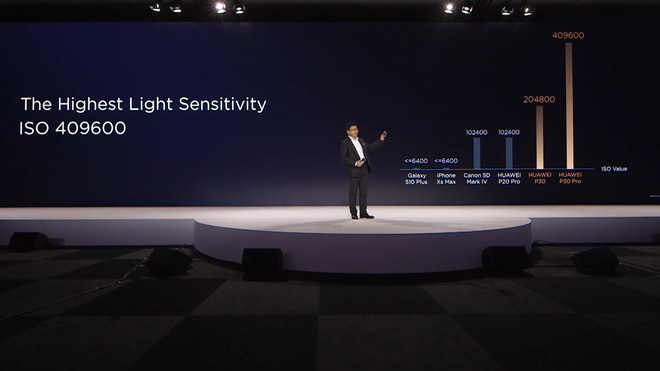 The Highest Light Sensitivity
ISO 409600
409600
204800
102400
102400
<=6400
<=6400
ISO Value
Galaxy
S10 Plus
iPhone
Xs Max
Canon 5D
Mark IV
HUAWEI
P20 Pro
HUAWEI
P30
HUAWEI
P30 Pro